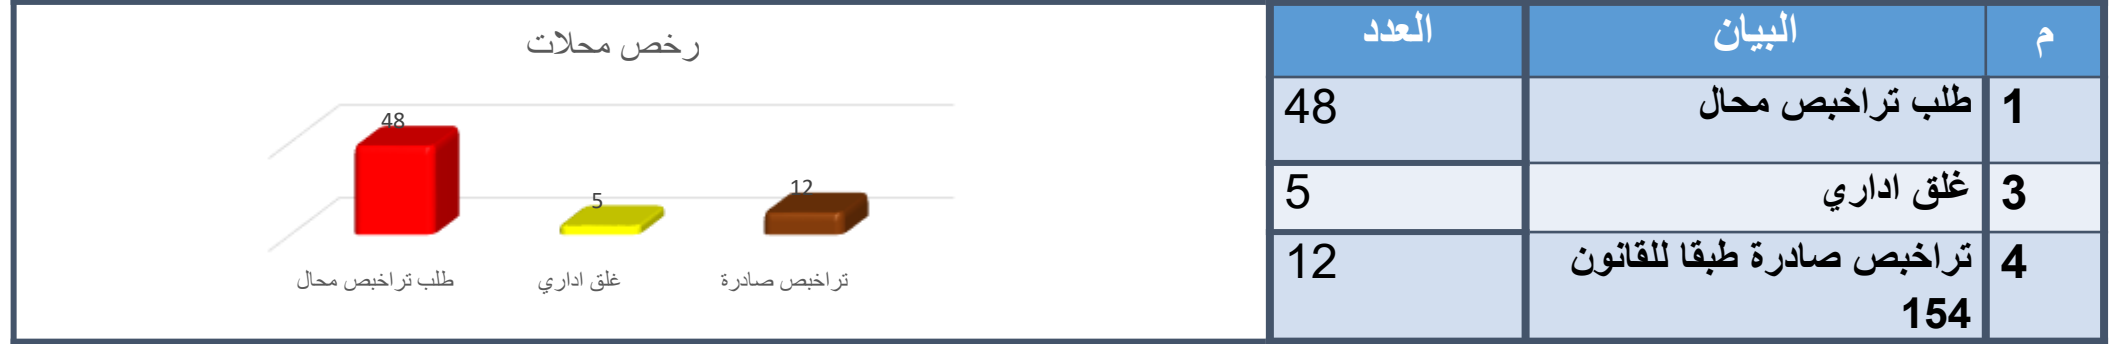 م البيان العدد
1 طلب تراخبص محال 48
3 غلق اداري 5
4 تراخبص صادرة طبقا للقانون 12
154
رخص محلات
48
5
12
طلب تراخبص محال
غلق اداري
تراخبص صادرة